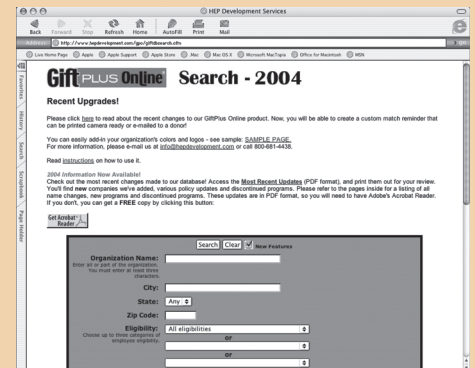 HEP Development Services
Back Forward Stop Refresh Home AutoFill Print Mail
Address: http://www.hepdevelopment.com/gpo/giftdbsearch.cfm go
Live Home Page Apple Apple Support Apple Store .Mac Mac OS X Microsoft MacTopia Office for Macintosh MSN
Favorites
History
Search
Scrapbook
Page Holder
Gift PLUS Online Search - 2004
Recent Upgrades!
Please click here to read about the recent changes to our GiftPlus Online product. Now, you will be able to create a custom match reminder that
can be printed camera ready or e-mailed to a donor!
You can easily add-in your organization's colors and logos - see sample: SAMPLE PAGE.
For more information, please e-mail us at info@hepdevelopment.com or call 800-681-4438.
Read instructions on how to use it.
2004 Information Now Available!
Check out the most recent changes made to our database! Access the Most Recent Updates (PDF format), and print them out for your review.
You'll find new companies we've added, various policy updates and discontinued programs. Please refer to the pages inside for a listing of all
name changes, new programs and discontinued programs. These updates are in PDF format, so you will need to have Adobe's Acrobat Reader.
If you don't, you can get a FREE copy by clicking this button:
Get Acrobat
Reader
Search Clear New Features
Organization Name:
Enter all or part of the organization.
You must enter at least three
characters.
City:
State: Any
Zip Code:
Eligibility: All eligibilities
Choose up to three categories of
employee eligibility.
or
or